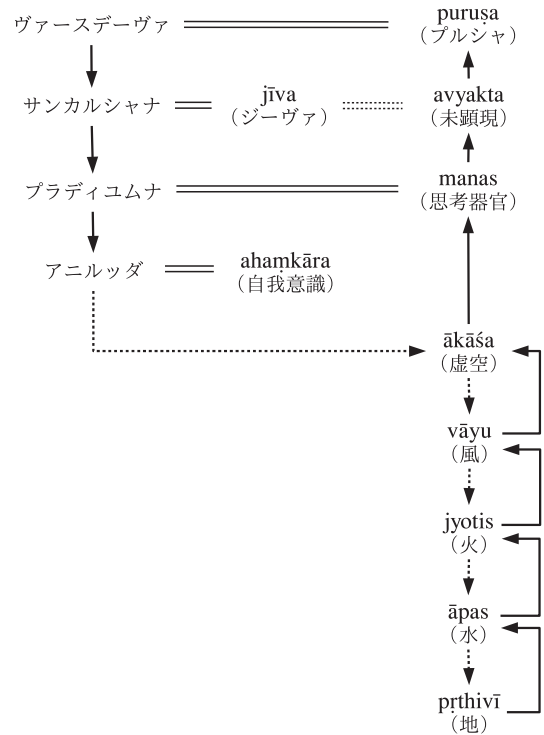 ヴァースデーヴァ
puruṣa
（プルシャ）
サンカルシャナ
jīva
（ジーヴァ）
avyakta
（未顕現）
プラディユムナ
manas
（思考器官）
アニルッダ
ahaṃkāra
（自我意識）
ākāśa
（虚空）
vāyu
（風）
jyotis
（火）
āpas
（水）
pṛthivī
（地）